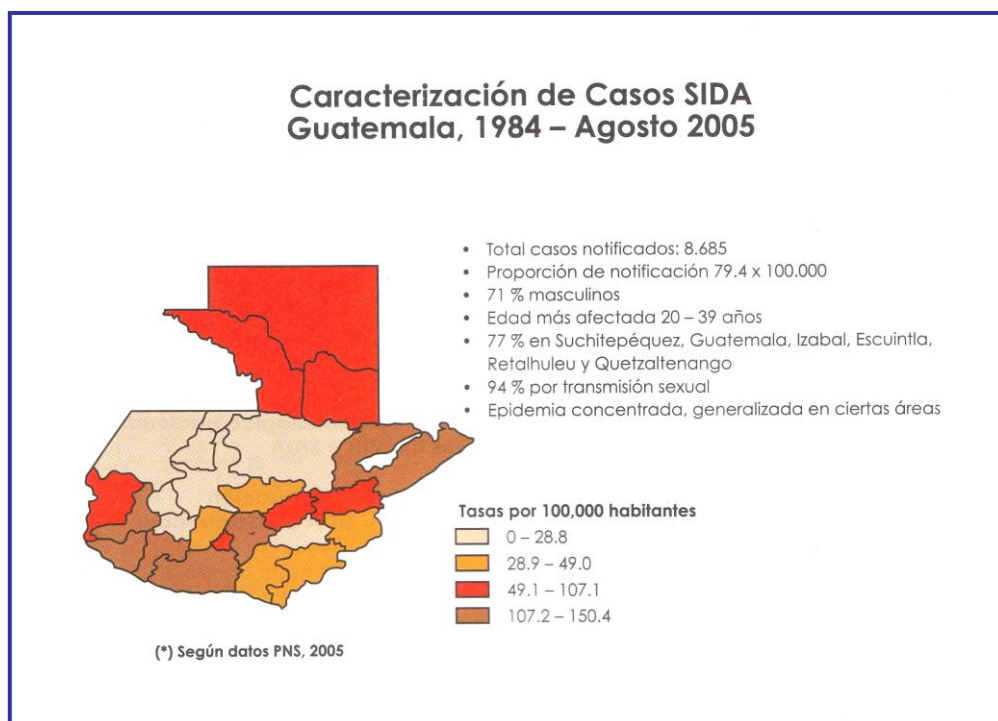 Caracterización de Casos SIDA
Guatemala, 1984 – Agosto 2005
• Total casos notificados: 8.685
• Proporción de notificación 79.4 x 100.000
• 71 % masculinos
• Edad más afectada 20 – 39 años
• 77 % en Suchitepéquez, Guatemala, Izabal, Escuintla,
Retalhuleu y Quetzaltenango
• 94 % por transmisión sexual
• Epidemia concentrada, generalizada en ciertas áreas
Tasas por 100,000 habitantes
0 – 28.8
28.9 – 49.0
49.1 – 107.1
107.2 – 150.4
(*) Según datos PNS, 2005